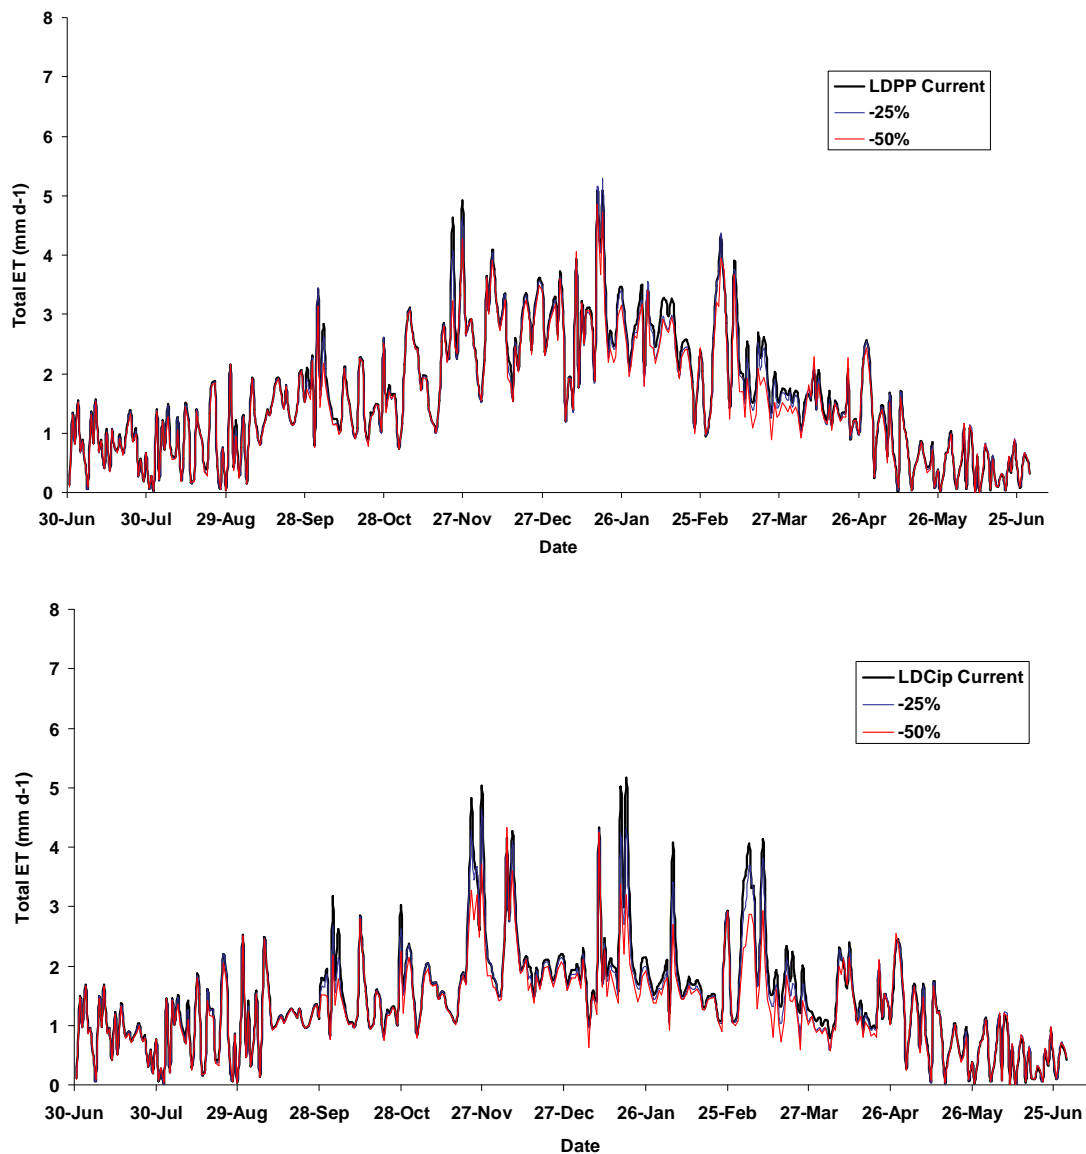 8
7
6
5
4
3
2
1
0
Total ET (mm d-1)
LDPP Current
-25%
-50%
30-Jun 30-Jul 29-Aug 28-Sep 28-Oct 27-Nov 27-Dec 26-Jan 25-Feb 27-Mar 26-Apr 26-May 25-Jun
Date
8
7
6
5
4
3
2
1
0
Total ET (mm d-1)
LDCip Current
-25%
-50%
30-Jun 30-Jul 29-Aug 28-Sep 28-Oct 27-Nov 27-Dec 26-Jan 25-Feb 27-Mar 26-Apr 26-May 25-Jun
Date